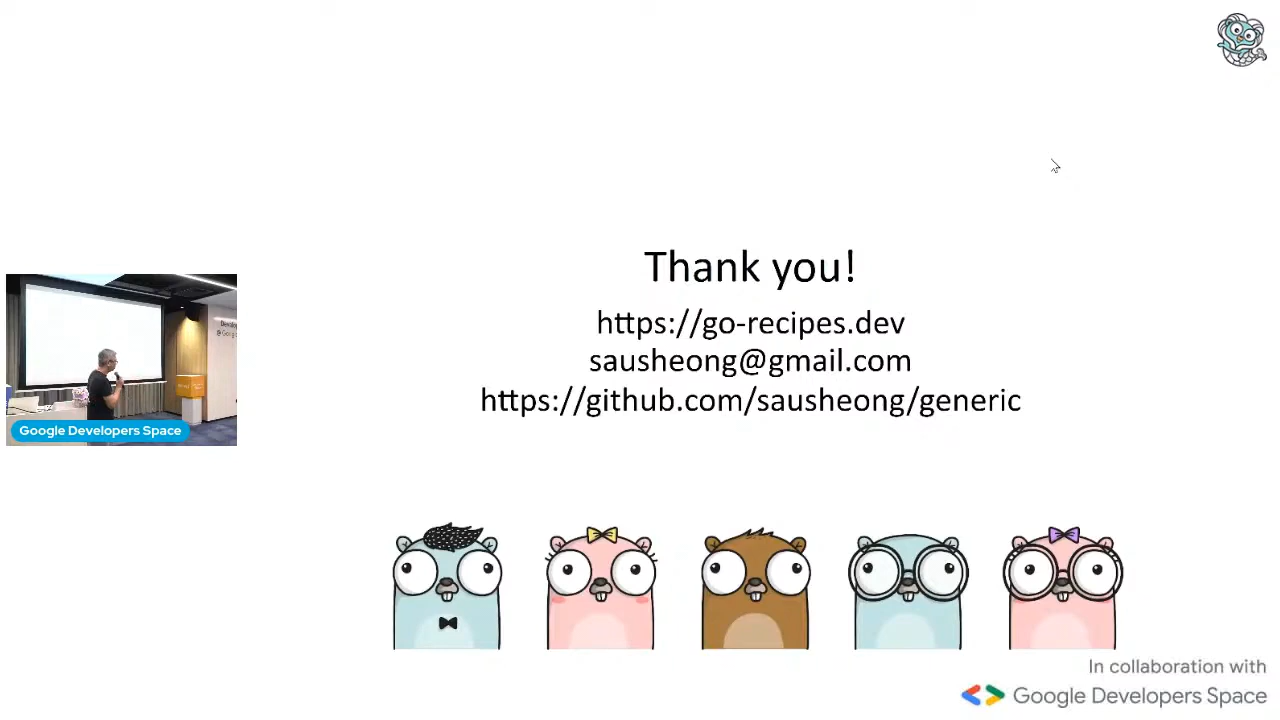 Thank you!
https://go-recipes.dev
sausheong@gmail.com
https://github.com/sausheong/generic
Google Developers Space
In collaboration with
Google Developers Space